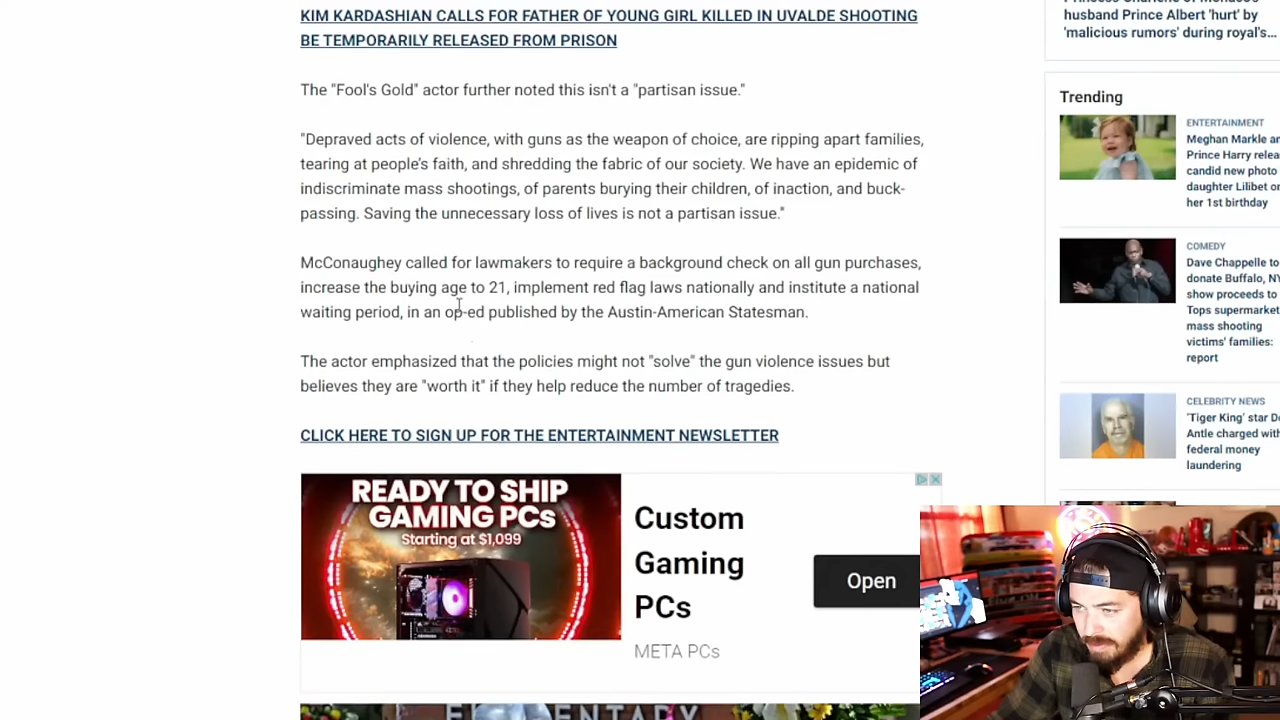 KIM KARDASHIAN CALLS FOR FATHER OF YOUNG GIRL KILLED IN UVALDE SHOOTING
BE TEMPORARILY RELEASED FROM PRISON
The "Fool's Gold" actor further noted this isn't a "partisan issue."
"Depraved acts of violence, with guns as the weapon of choice, are ripping apart families,
tearing at people's faith, and shredding the fabric of our society. We have an epidemic of
indiscriminate mass shootings, of parents burying their children, of inaction, and buck-
passing. Saving the unnecessary loss of lives is not a partisan issue."
McConaughey called for lawmakers to require a background check on all gun purchases,
increase the buying age to 21, implement red flag laws nationally and institute a national
waiting period, in an op-ed published by the Austin-American Statesman.
The actor emphasized that the policies might not "solve" the gun violence issues but
believes they are "worth it" if they help reduce the number of tragedies.
CLICK HERE TO SIGN UP FOR THE ENTERTAINMENT NEWSLETTER
READY TO SHIP
GAMING PCs
Starting at $1,099
Custom
Gaming
PCs
META PCs
Open
husband Prince Albert 'hurt' by
'malicious rumors' during royal's...
Trending
ENTERTAINMENT
Meghan Markle an
Prince Harry relea
candid new photo
daughter Lilibet o
her 1st birthday
COMEDY
Dave Chappelle to
donate Buffalo, NY
show proceeds to
Tops supermarket
mass shooting
victims' families:
report
CELEBRITY NEWS
'Tiger King' star D
Antle charged with
federal money
laundering